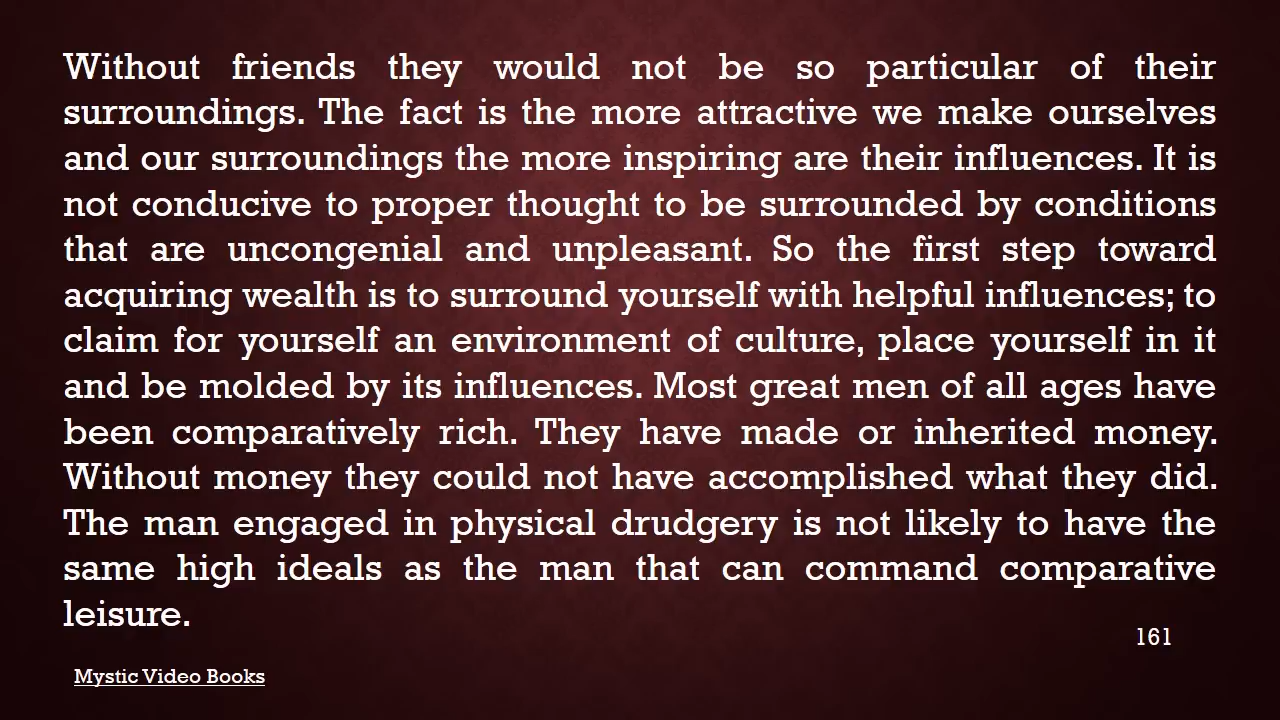 Without friends they would not be so particular of their
surroundings. The fact is the more attractive we make ourselves
and our surroundings the more inspiring are their influences. It is
not conducive to proper thought to be surrounded by conditions
that are uncongenial and unpleasant. So the first step toward
acquiring wealth is to surround yourself with helpful influences; to
claim for yourself an environment of culture, place yourself in it
and be molded by its influences. Most great men of all ages have
been comparatively rich. They have made or inherited money.
Without money they could not have accomplished what they did.
The man engaged in physical drudgery is not likely to have the
same high ideals as the man that can command comparative
leisure.
161
Mystic Video Books